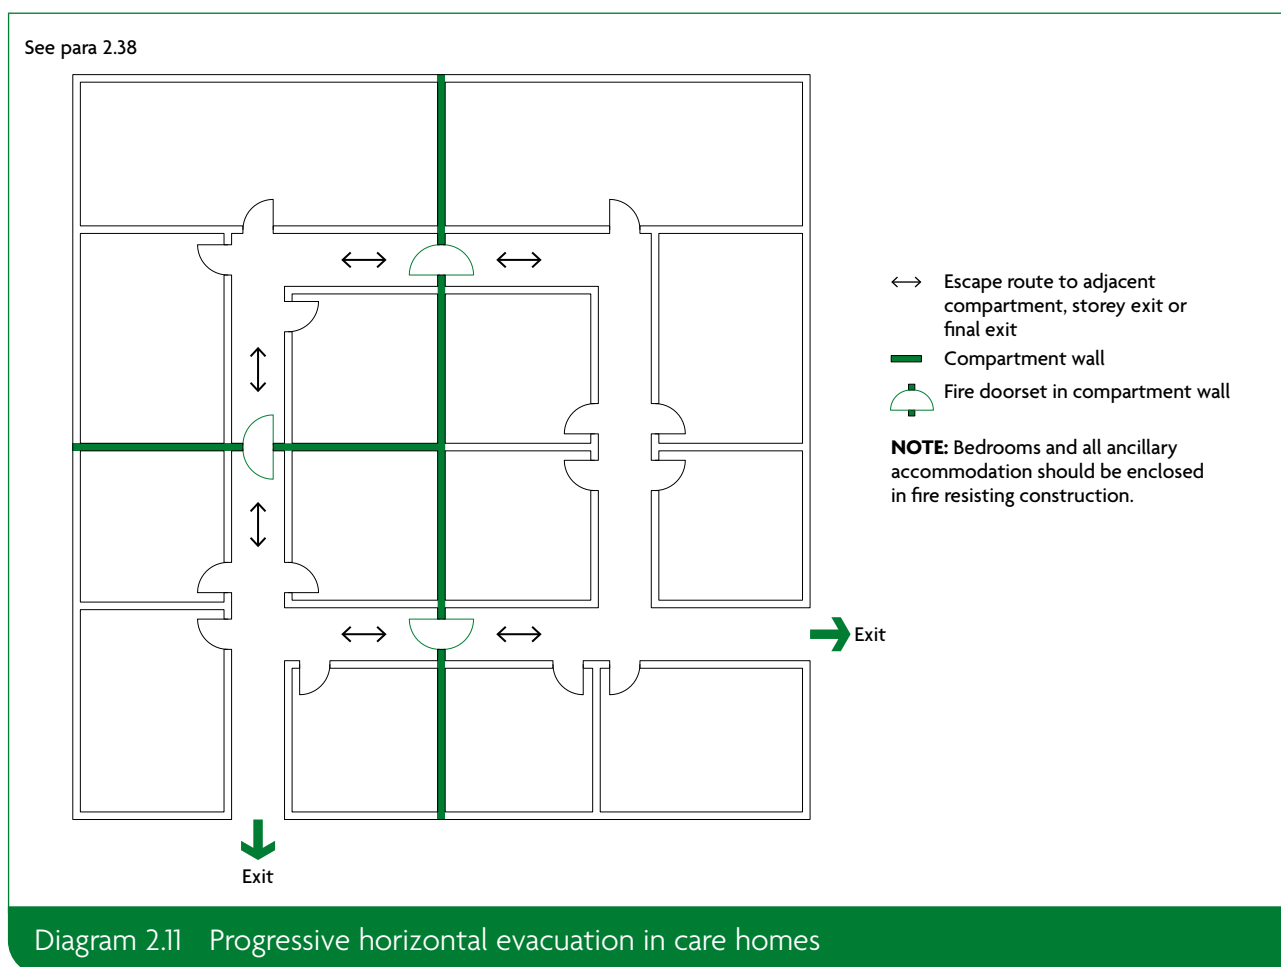 See para 2.38
Escape route to adjacent
compartment, storey exit or
final exit
Compartment wall
Fire doorset in compartment wall
NOTE: Bedrooms and all ancillary
accommodation should be enclosed
in fire resisting construction.
Exit
Exit
Diagram 2.11 Progressive horizontal evacuation in care homes